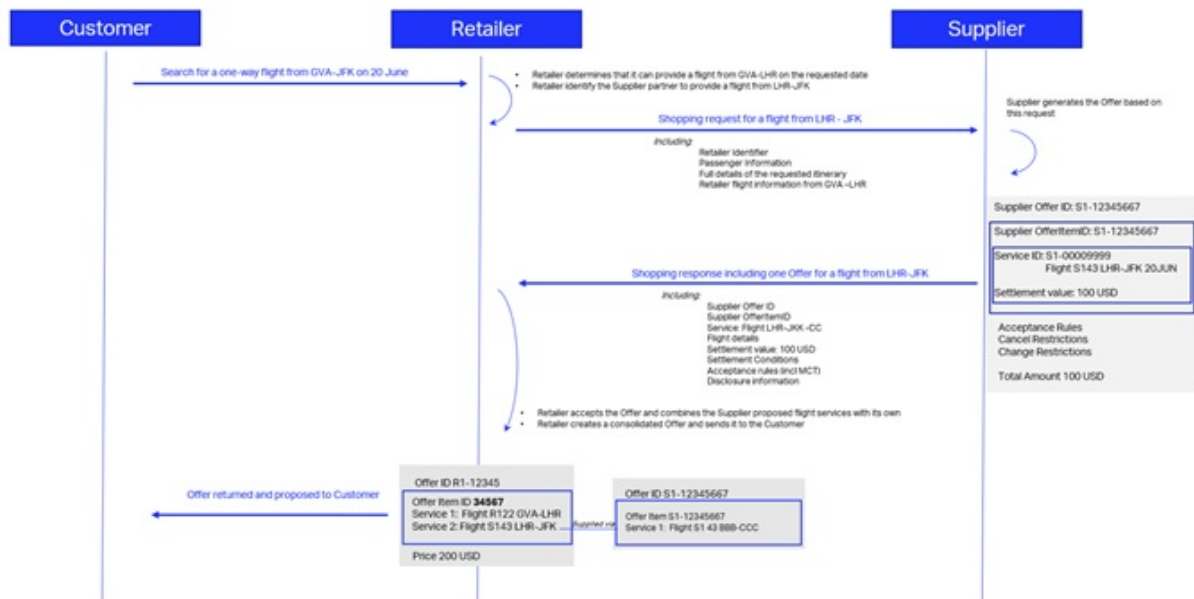 Customer
Retailer
Supplier
Search for a one-way flight from GVA-JFK on 20 June
• Retailer determines that it can provide a flight from GVA-LHR on the requested date
• Retailer identify the Supplier partner to provide a flight from LHR-JFK
Supplier generates the Offer based on
this request
Shopping request for a flight from LHR - JFK
Including:
Retailer Identifier
Passenger Information
Full details of the requested itinerary
Retailer flight information from GVA -LHR
Supplier Offer ID: S1-12345667
Supplier OfferItemID: S1-12345667
Service ID: S1-00009999
Flight S143 LHR-JFK 20JUN
Settlement value: 100 USD
Acceptance Rules
Cancel Restrictions
Change Restrictions
Total Amount 100 USD
Shopping response including one Offer for a flight from LHR-JFK
Including:
Supplier Offer ID
Supplier OfferItemID
Service: Flight LHR-JKK -CC
Flight details
Settlement value: 100 USD
Settlement Conditions
Acceptance rules (incl MCT)
Disclosure information
• Retailer accepts the Offer and combines the Supplier proposed flight services with its own
• Retailer creates a consolidated Offer and sends it to the Customer
Offer returned and proposed to Customer
Offer ID R1-12345
Offer Item ID 34567
Service 1: Flight R122 GVA-LHR
Service 2: Flight S143 LHR-JFK
Price 200 USD
Supplied via
Offer ID S1-12345667
Offer Item S1-12345667
Service 1: Flight S1 43 BBB-CCC